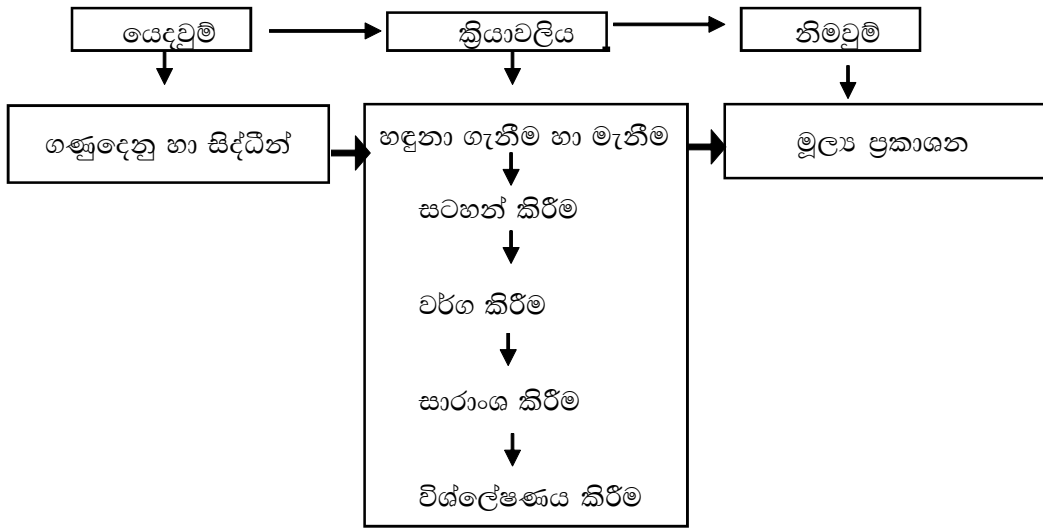 යෙදවුම්
ක්‍රියාවලිය
නිමවුම්
ගණුදෙනු හා සිද්ධීන්
හඳුනා ගැනීම හා මැනීම
මූල්‍ය ප්‍රකාශන
සටහන් කිරීම
වර්ග කිරීම
සාරාංශ කිරීම
විශ්ලේෂණය කිරීම